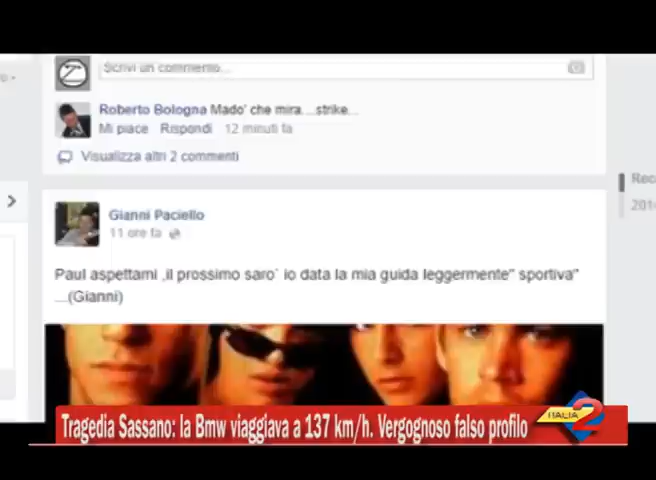 Scrivi un commento...
Roberto Bologna Mado' che mira....strike...
Mi piace Rispondi 12 minuti fa
Visualizza altri 2 commenti
Rec
201
Gianni Paciello
11 ore fa
Paul aspettami ,il prossimo saro' io data la mia guida leggermente" sportiva"
...(Gianni)
ITALIA 2
Tragedia Sassano: la Bmw viaggiava a 137 km/h. Vergognoso falso profilo